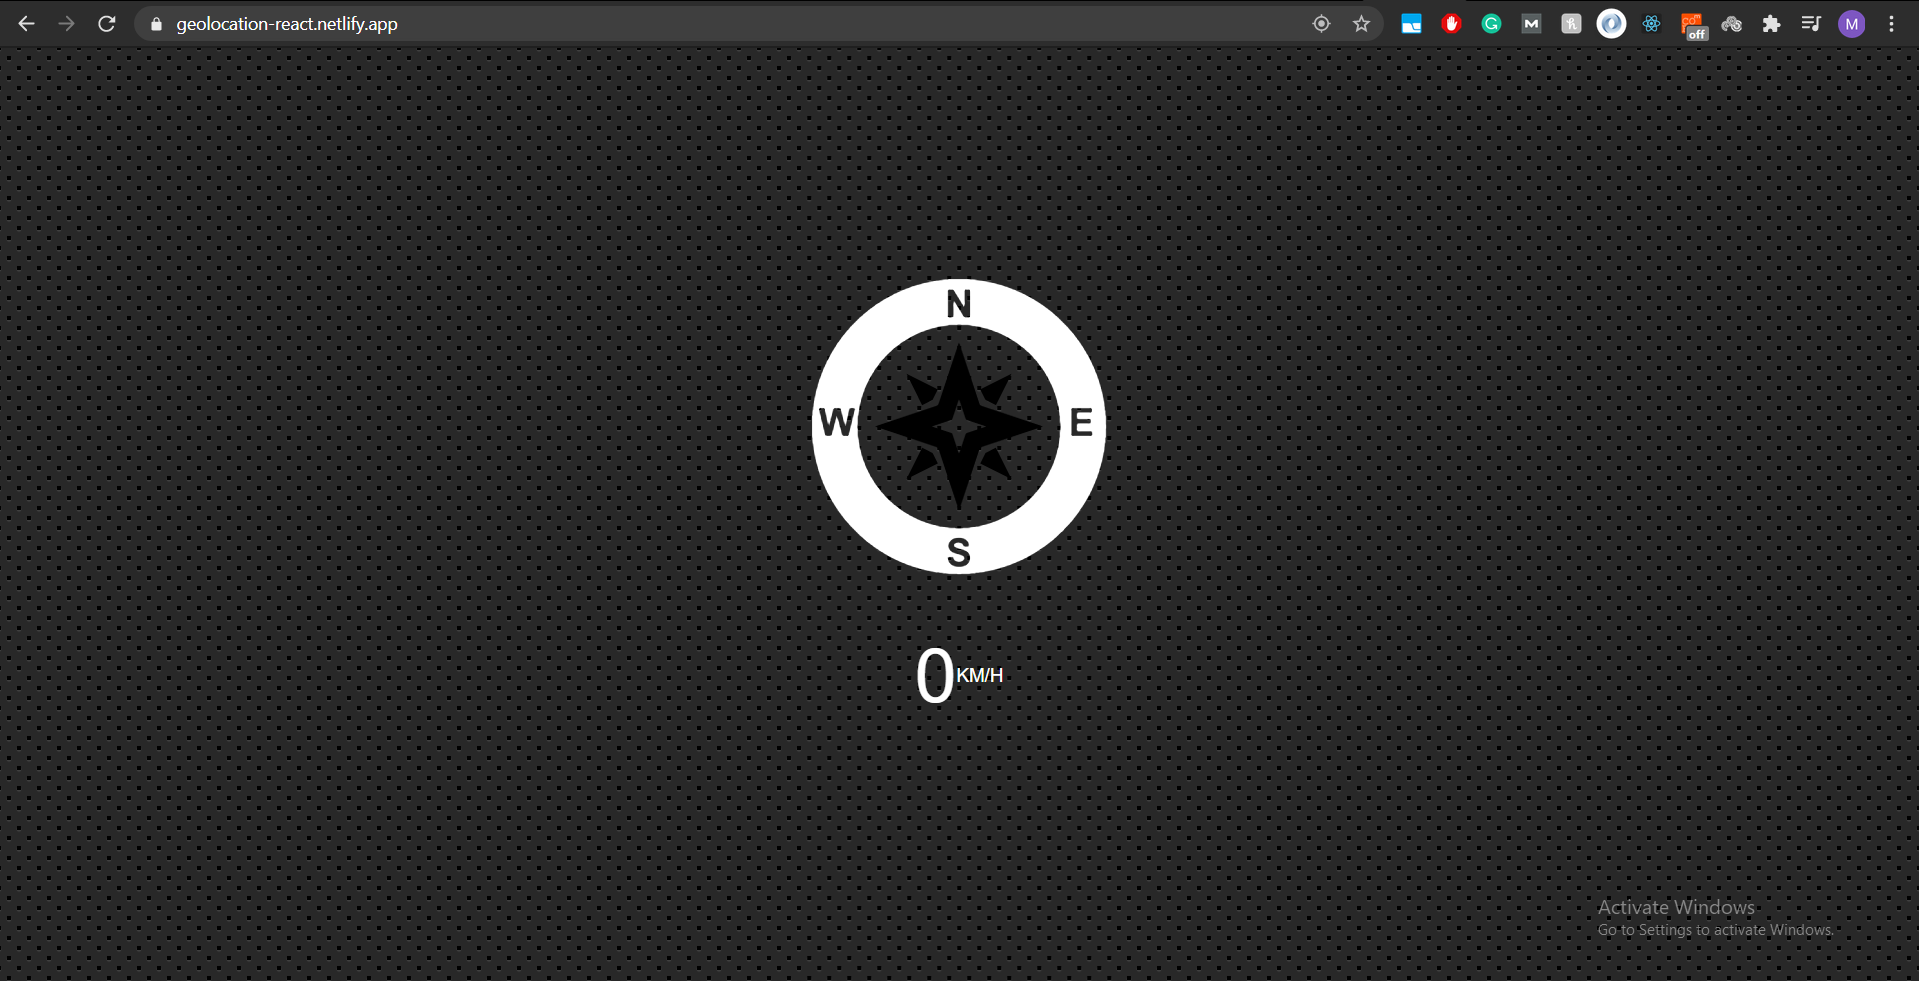 geolocation-react.netlify.app
off
M
N
W
E
S
0KM/H
Activate Windows
Go to Settings to activate Windows.